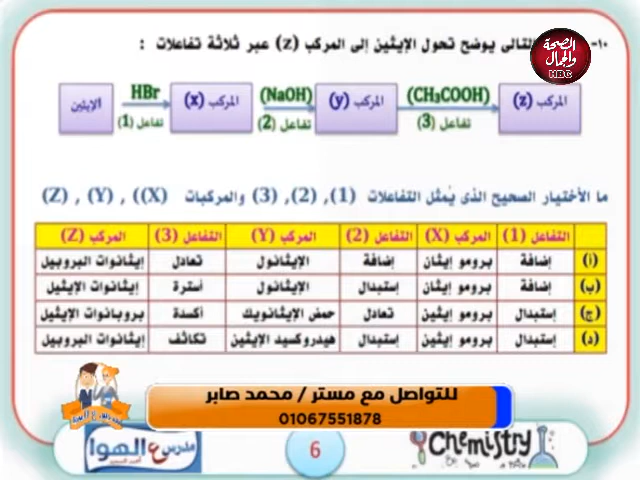 ١٠- التالى يوضح تحول الإيثين إلى المركب (z) عبر ثلاثة تفاعلات :
الصحة والجمال
HBC
الإيثين
HBr
تفاعل (1)
المركب (x)
(NaOH)
تفاعل (2)
المركب (y)
(CH₃COOH)
تفاعل (3)
المركب (z)
ما الأختيار الصحيح الذى يُمثل التفاعلات (1), (2), (3) والمركبات (X)) , (Y) , (Z)
التفاعل (1) المركب (X) التفاعل (2) المركب (Y) التفاعل (3) المركب (Z)
(أ) إضافة برومو إيثان إضافة الإيثانول تعادل إيثانوات البروبيل
(ب) إضافة برومو إيثان إستبدال الإيثانول أسترة إيثانوات الإيثيل
(ج) إستبدال برومو إيثين تعادل حمض الإيثانويك أكسدة بروبانوات الإيثيل
(د) إستبدال برومو إيثين إستبدال هيدروكسيد الإيثين تكاثف إيثانوات البروبيل
للتواصل مع مستر / محمد صابر
01067551878
مدرس ع الهوا
6
Chemistry